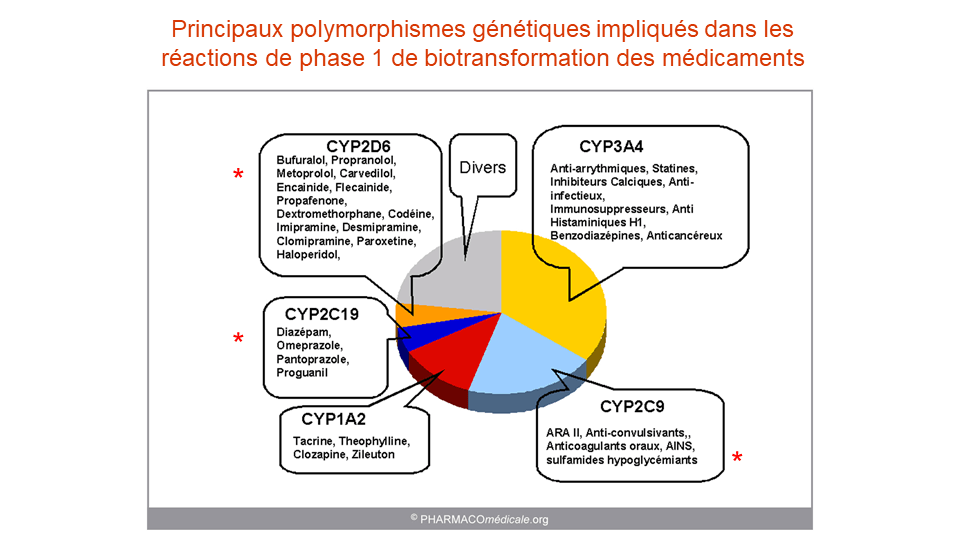 Principaux polymorphismes génétiques impliqués dans les
réactions de phase 1 de biotransformation des médicaments
CYP2D6
Bufuralol, Propranolol,
Metoprolol, Carvedilol,
Encainide, Flecainide,
Propafenone,
Dextromethorphane, Codéine,
Imipramine, Desmipramine,
Clomipramine, Paroxetine,
Haloperidol,
*
Divers
CYP3A4
Anti-arrythmiques, Statines,
Inhibiteurs Calciques, Anti-
infectieux,
Immunosuppresseurs, Anti
Histaminiques H1,
Benzodiazépines, Anticancéreux
CYP2C19
Diazépam,
Omeprazole,
Pantoprazole,
Proguanil
*
CYP1A2
Tacrine, Theophylline,
Clozapine, Zileuton
CYP2C9
ARA II, Anti-convulsivants,,
Anticoagulants oraux, AINS,
sulfamides hypoglycémiants
*
© PHARMACOmédicale.org